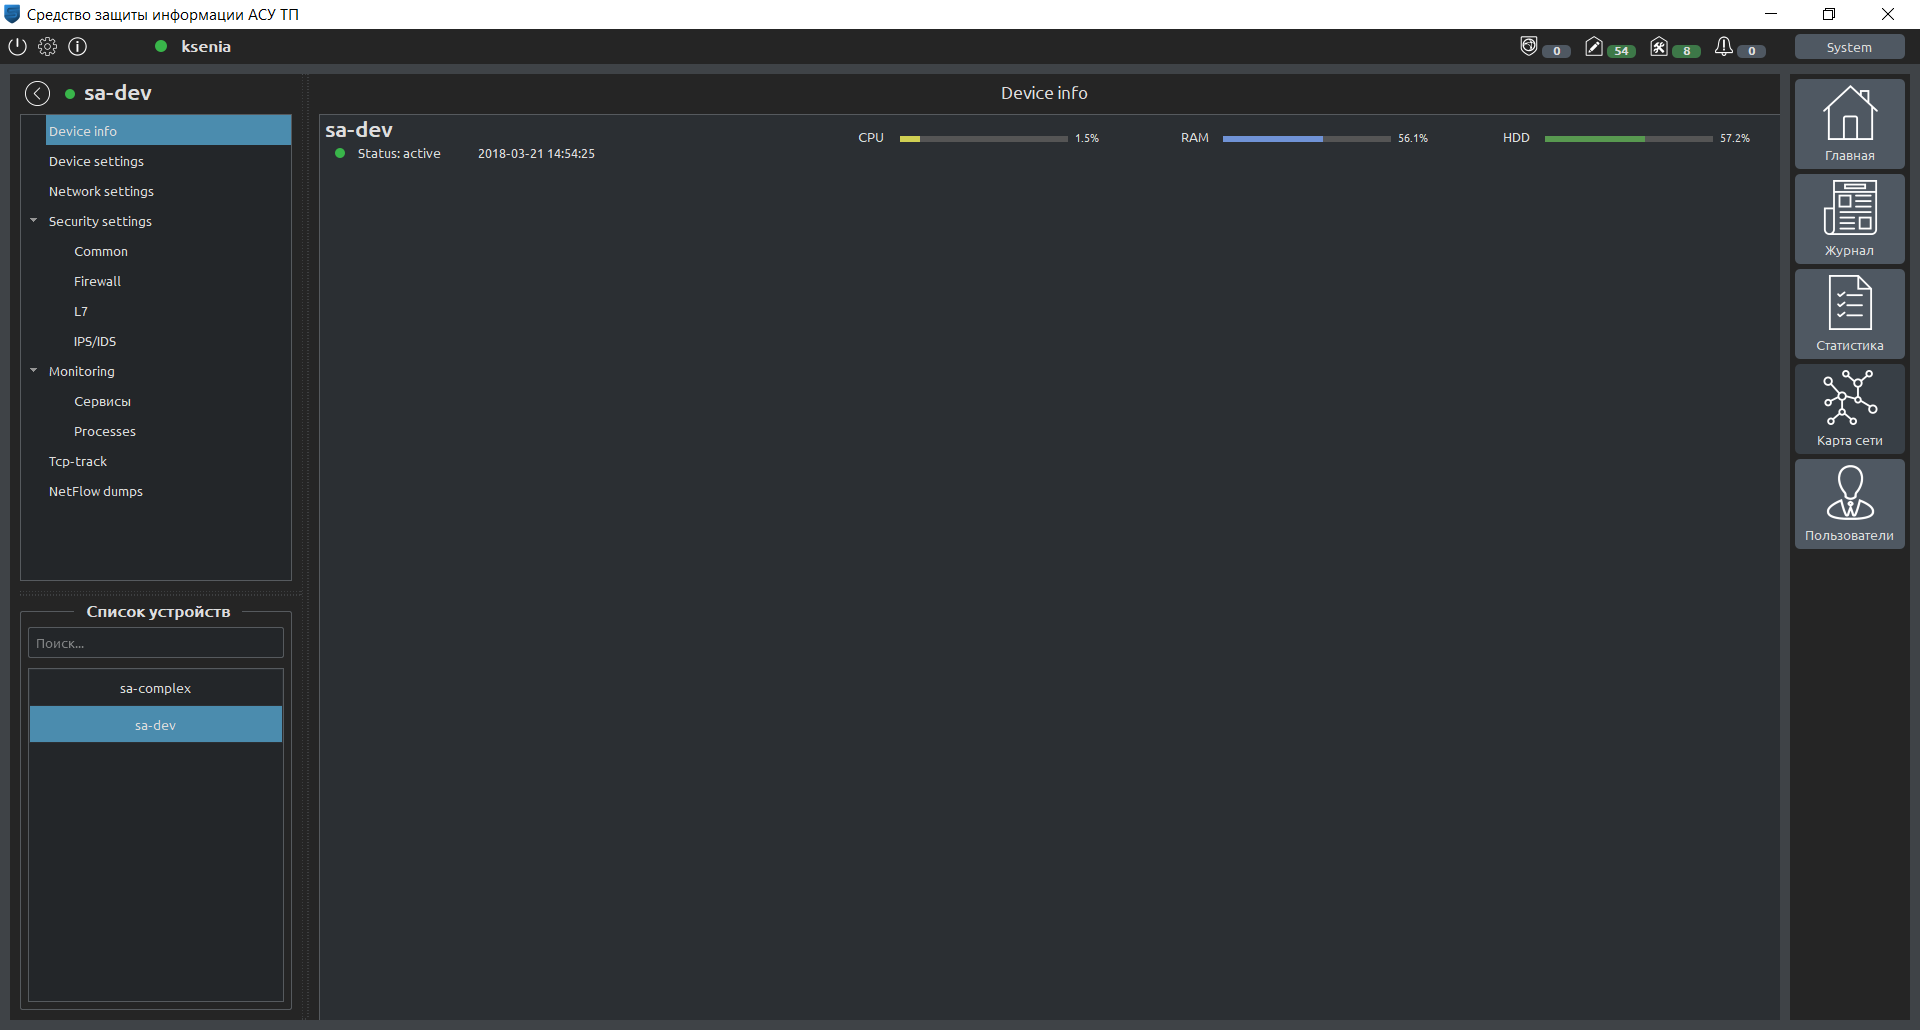 Средство защиты информации АСУ ТП
ksenia
0
54
8
0
System
sa-dev
Device info
Device settings
Network settings
Security settings
Common
Firewall
L7
IPS/IDS
Monitoring
Сервисы
Processes
Tcp-track
NetFlow dumps
Список устройств
Поиск...
sa-complex
sa-dev
Device info
sa-dev
CPU 1.5%
RAM 56.1%
HDD 57.2%
Status: active 2018-03-21 14:54:25
Главная
Журнал
Статистика
Карта сети
Пользователи